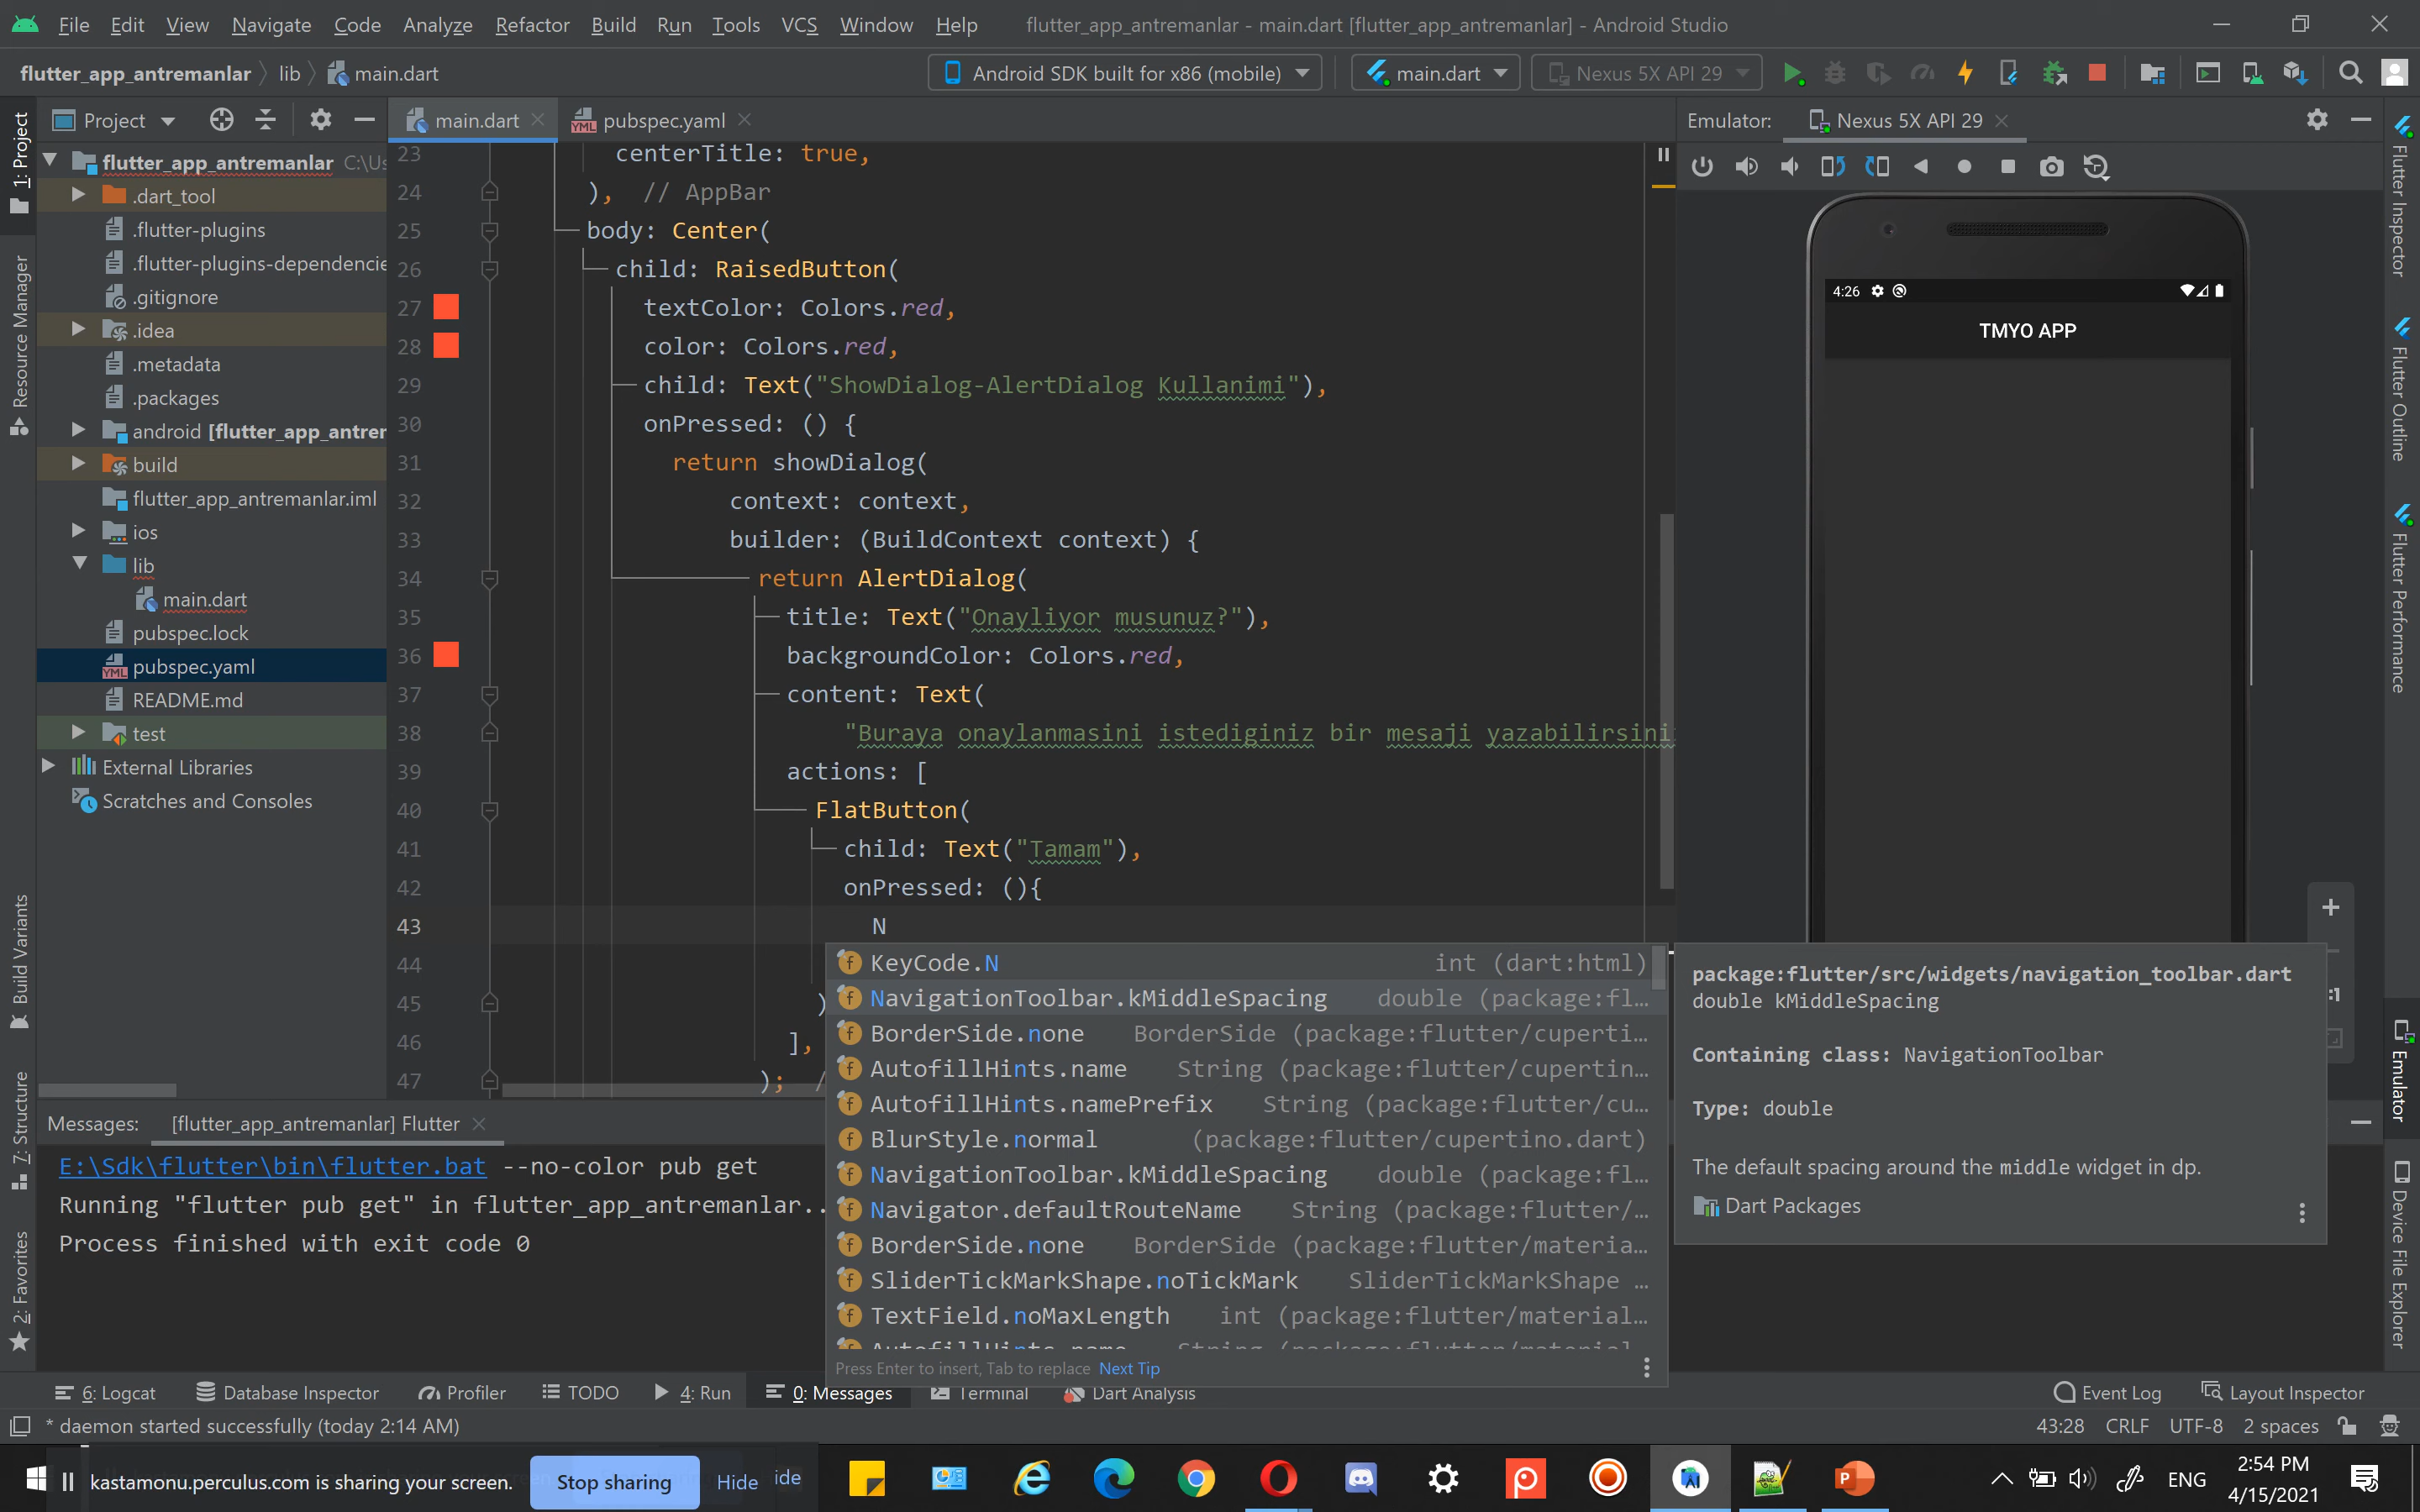 File Edit View Navigate Code Analyze Refactor Build Run Tools VCS Window Help flutter_app_antremanlar - main.dart [flutter_app_antremanlar] - Android Studio
flutter_app_antremanlar lib main.dart Android SDK built for x86 (mobile) main.dart Nexus 5X API 29
Project main.dart pubspec.yaml Emulator: Nexus 5X API 29
1: Project
Resource Manager
Build Variants
7: Structure
2: Favorites
flutter_app_antremanlar C:\Us
.dart_tool
.flutter-plugins
.flutter-plugins-dependencie
.gitignore
.idea
.metadata
.packages
android [flutter_app_antrer
build
flutter_app_antremanlar.iml
ios
lib
main.dart
pubspec.lock
pubspec.yaml
README.md
test
External Libraries
Scratches and Consoles
23 centerTitle: true,
24 ), // AppBar
25 body: Center(
26 child: RaisedButton(
27 textColor: Colors.red,
28 color: Colors.red,
29 child: Text("ShowDialog-AlertDialog Kullanimi"),
30 onPressed: () {
31 return showDialog(
32 context: context,
33 builder: (BuildContext context) {
34 return AlertDialog(
35 title: Text("Onayliyor musunuz?"),
36 backgroundColor: Colors.red,
37 content: Text(
38 "Buraya onaylanmasini istediginiz bir mesaji yazabilirsini
39 actions: [
40 FlatButton(
41 child: Text("Tamam"),
42 onPressed: (){
43 N
44
45 )
46 ],
47 ); /
KeyCode.N int (dart:html)
NavigationToolbar.kMiddleSpacing double (package:fl…
BorderSide.none BorderSide (package:flutter/cuperti…
AutofillHints.name String (package:flutter/cupertin…
AutofillHints.namePrefix String (package:flutter/cu…
BlurStyle.normal (package:flutter/cupertino.dart)
NavigationToolbar.kMiddleSpacing double (package:fl…
Navigator.defaultRouteName String (package:flutter/…
BorderSide.none BorderSide (package:flutter/materia…
SliderTickMarkShape.noTickMark SliderTickMarkShape …
TextField.noMaxLength int (package:flutter/material…
Press Enter to insert, Tab to replace Next Tip
package:flutter/src/widgets/navigation_toolbar.dart
double kMiddleSpacing
Containing class: NavigationToolbar
Type: double
The default spacing around the middle widget in dp.
Dart Packages
4:26
TMYO APP
Flutter Inspector
Flutter Outline
Flutter Performance
Emulator
Device File Explorer
Messages: [flutter_app_antremanlar] Flutter
E:\Sdk\flutter\bin\flutter.bat --no-color pub get
Running "flutter pub get" in flutter_app_antremanlar..
Process finished with exit code 0
6: Logcat Database Inspector Profiler TODO 4: Run 0: Messages Terminal Dart Analysis Event Log Layout Inspector
* daemon started successfully (today 2:14 AM) 43:28 CRLF UTF-8 2 spaces
kastamonu.perculus.com is sharing your screen. Stop sharing Hide ide
ENG 2:54 PM
4/15/2021